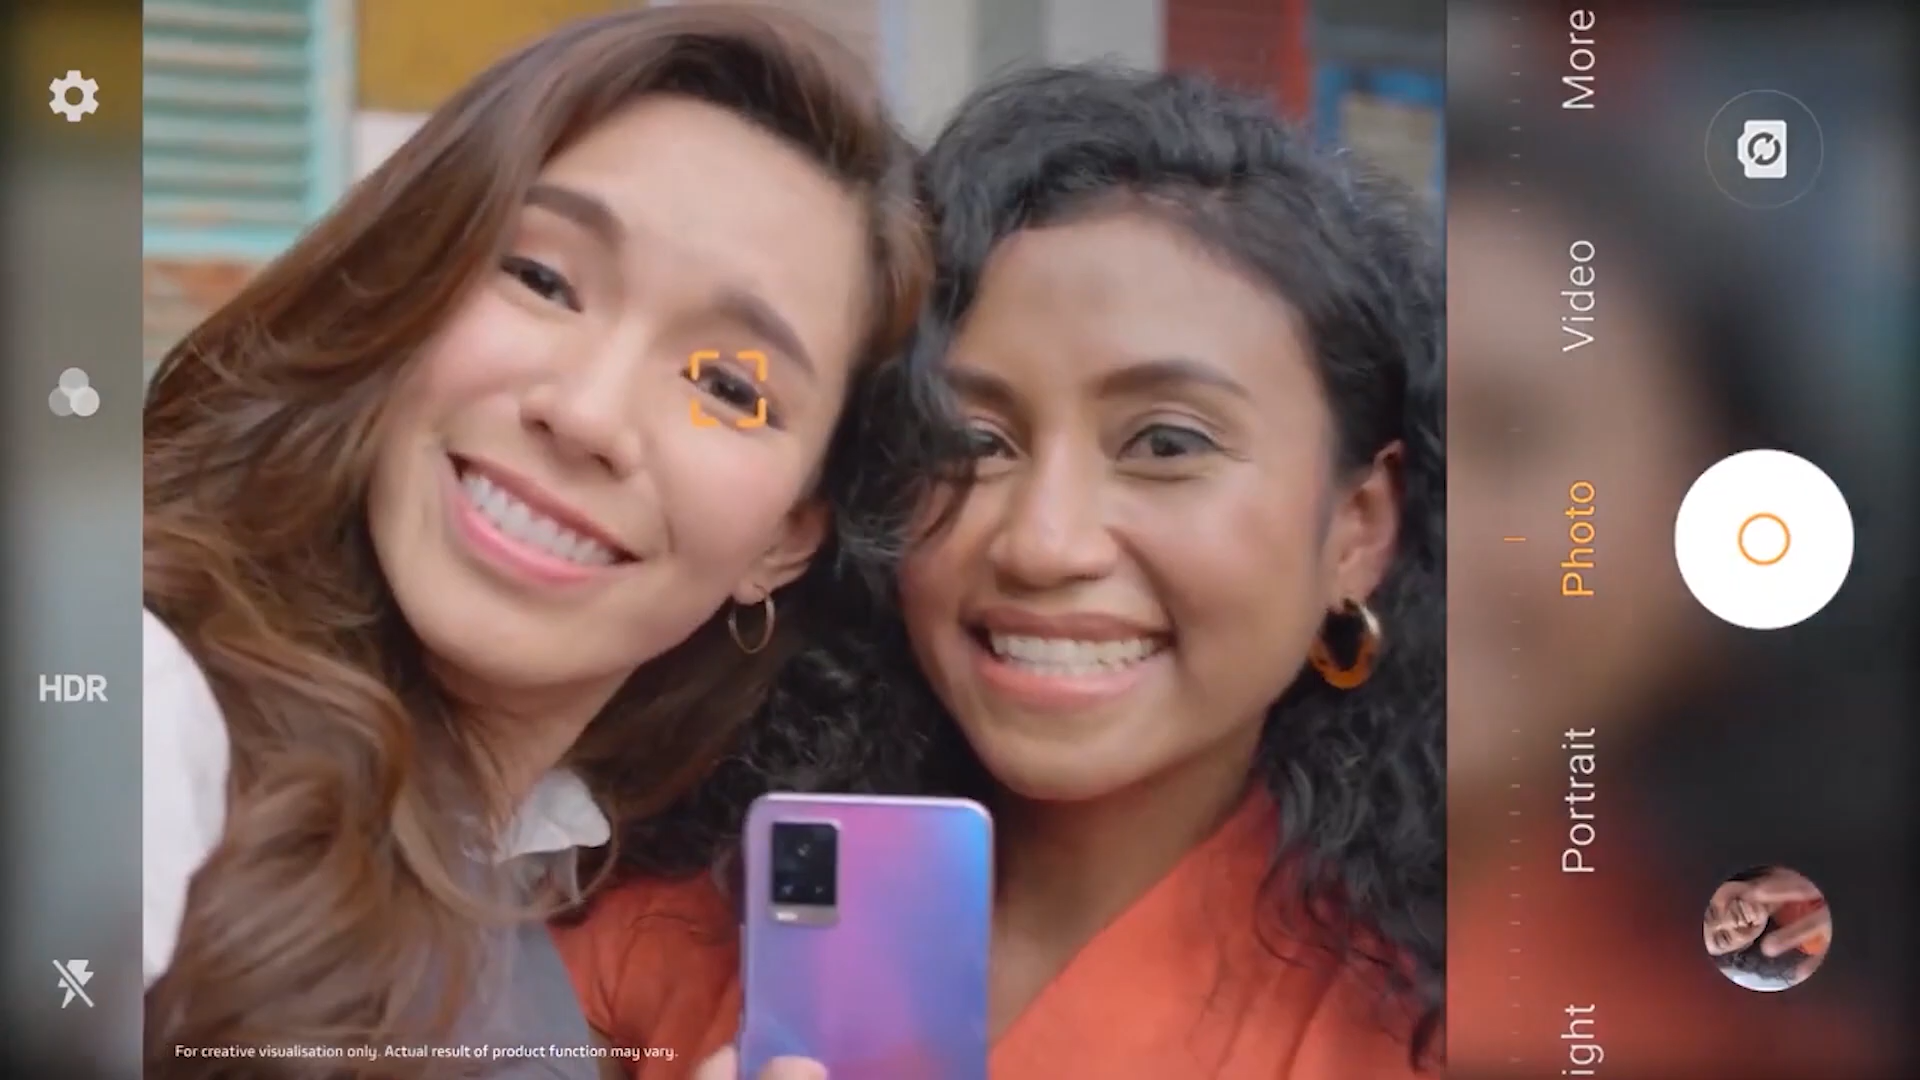 HDR
For creative visualisation only. Actual result of product function may vary.
More
Video
Photo
Portrait
ight